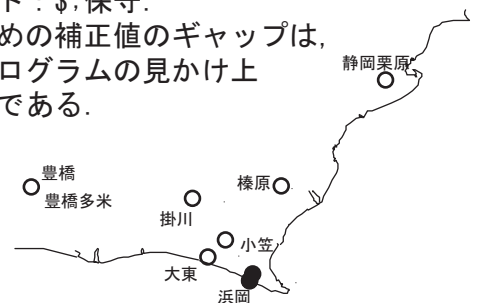 ト：$,保守.
めの補正値のギャップは,
ログラムの見かけ上
である.
静岡栗原
豊橋
豊橋多米
榛原
掛川
小笠
大東
浜岡